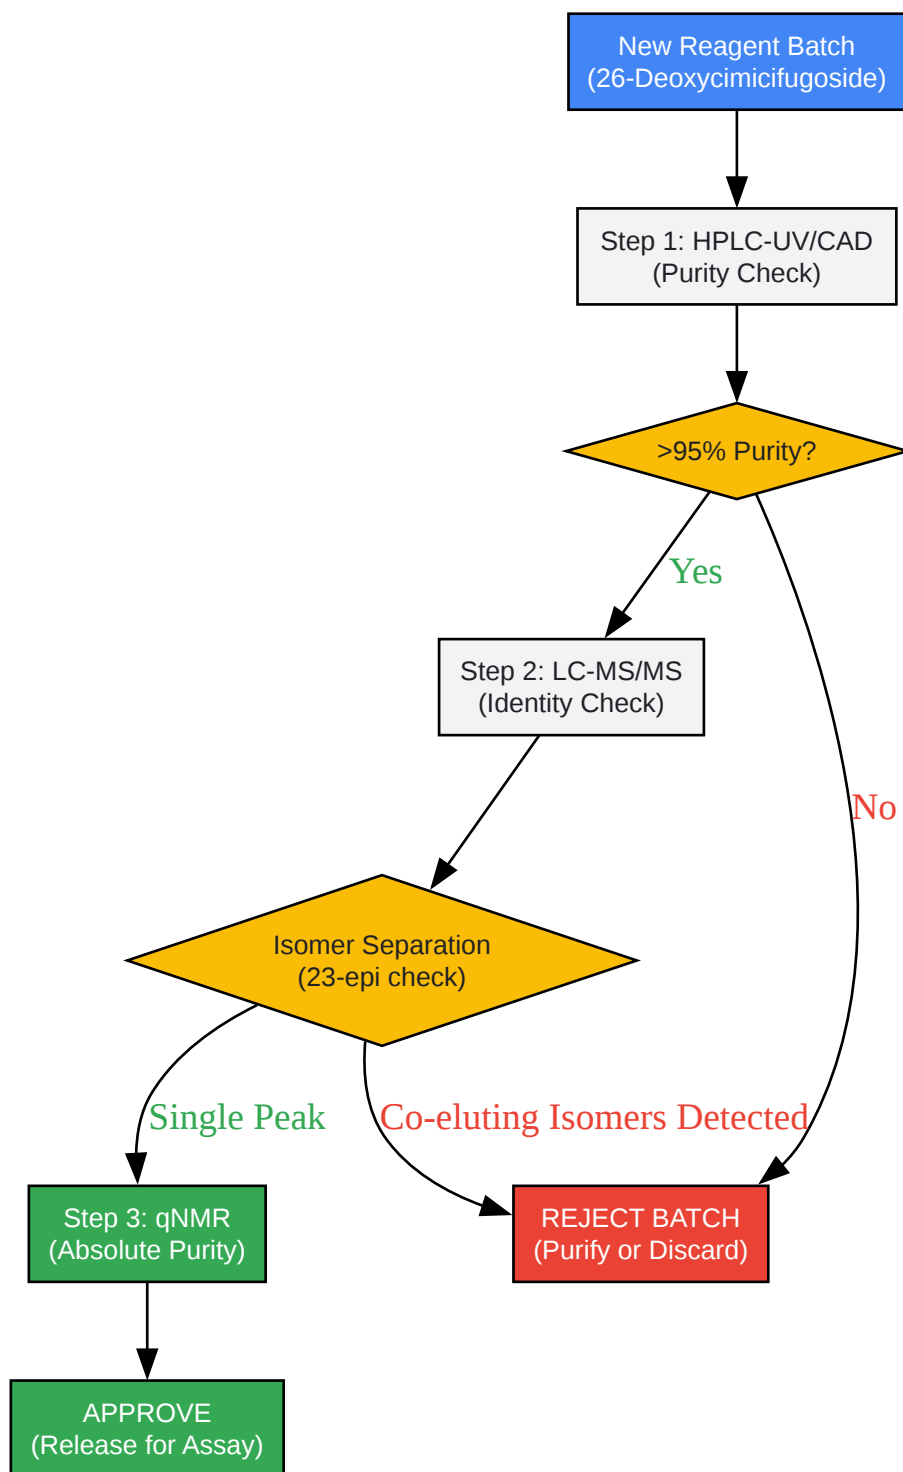 New Reagent Batch
(26-Deoxycimicifugoside)
Step 1: HPLC-UV/CAD
(Purity Check)
>95% Purity?
Yes
Step 2: LC-MS/MS
(Identity Check)
No
Isomer Separation
(23-epi check)
Single Peak
Co-eluting Isomers Detected
Step 3: qNMR
(Absolute Purity)
REJECT BATCH
(Purify or Discard)
APPROVE
(Release for Assay)